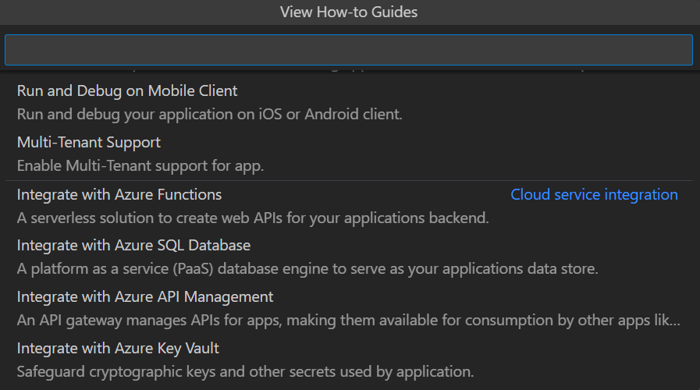 View How-to Guides
Run and Debug on Mobile Client
Run and debug your application on iOS or Android client.
Multi-Tenant Support
Enable Multi-Tenant support for app.
Integrate with Azure Functions Cloud service integration
A serverless solution to create web APIs for your applications backend.
Integrate with Azure SQL Database
A platform as a service (PaaS) database engine to serve as your applications data store.
Integrate with Azure API Management
An API gateway manages APIs for apps, making them available for consumption by other apps lik...
Integrate with Azure Key Vault
Safeguard cryptographic keys and other secrets used by application.